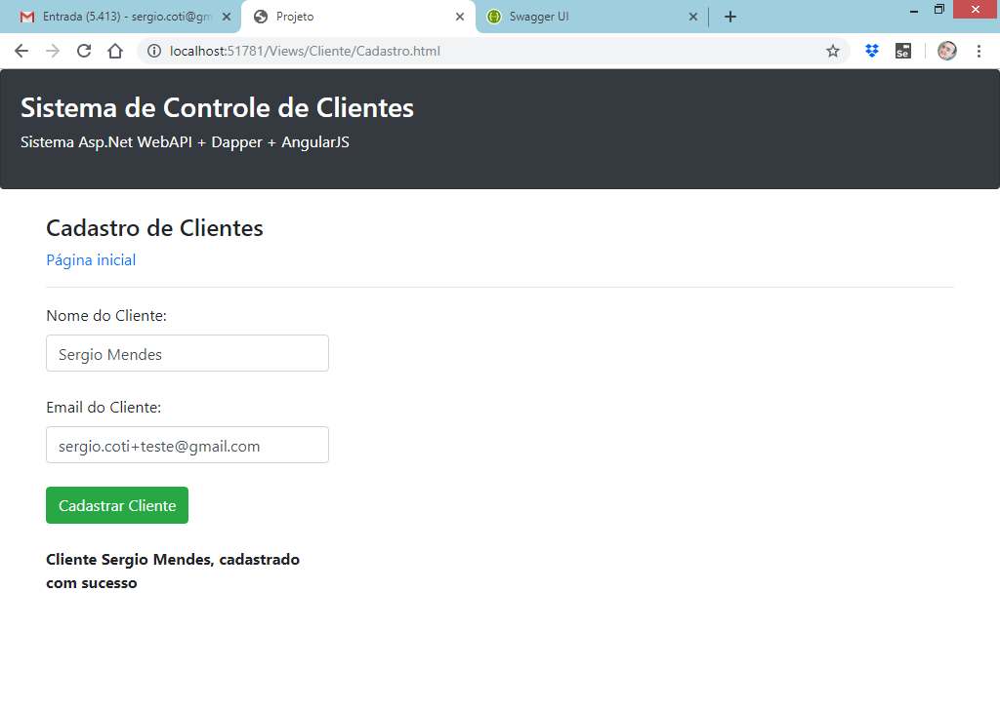 Entrada (5.413) - sergio.coti@gm
Projeto
Swagger UI
localhost:51781/Views/Cliente/Cadastro.html
Se
Sistema de Controle de Clientes
Sistema Asp.Net WebAPI + Dapper + AngularJS
Cadastro de Clientes
Página inicial
Nome do Cliente:
Sergio Mendes
Email do Cliente:
sergio.coti+teste@gmail.com
Cadastrar Cliente
Cliente Sergio Mendes, cadastrado
com sucesso